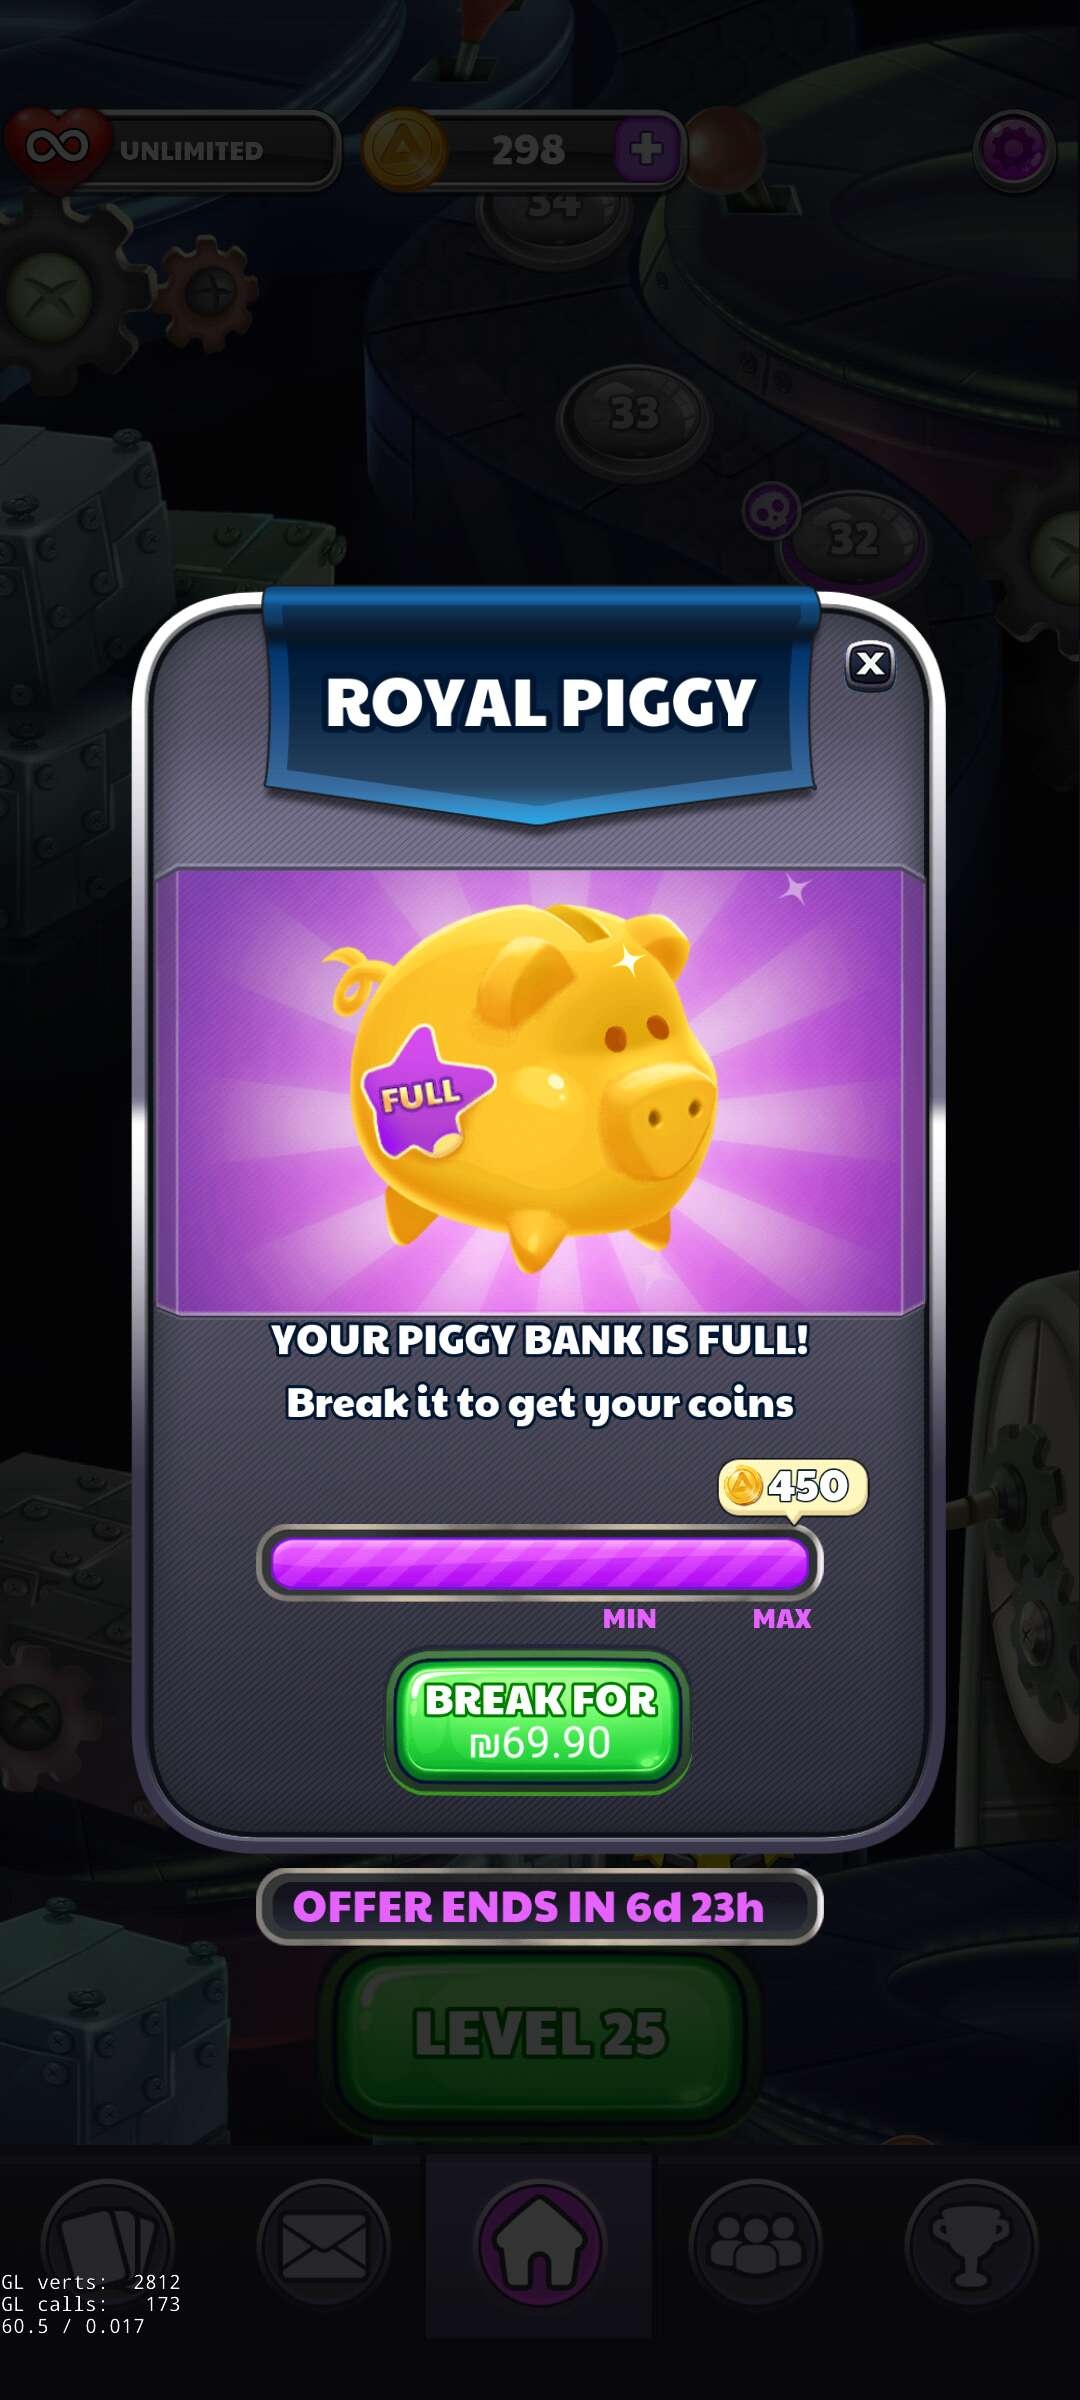 UNLIMITED
298
34
33
32
ROYAL PIGGY
X
FULL
YOUR PIGGY BANK IS FULL!
Break it to get your coins
450
MIN MAX
BREAK FOR
₪69.90
OFFER ENDS IN 6d 23h
LEVEL 25
GL verts: 2812
GL calls: 173
60.5 / 0.017